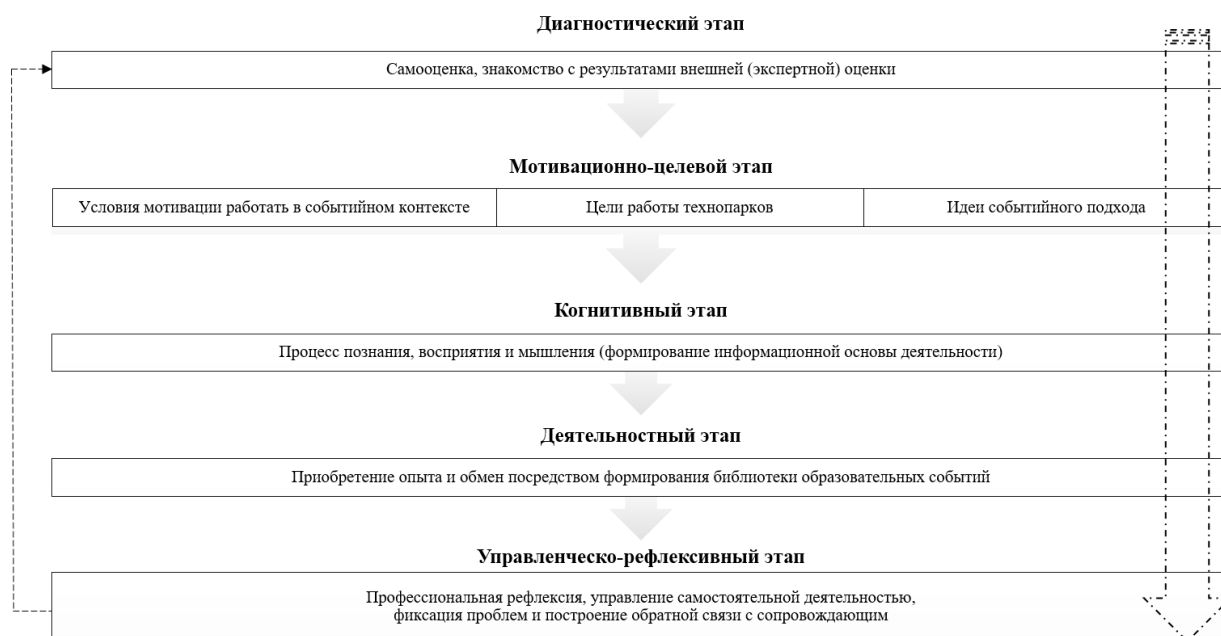 Диагностический этап
Самооценка, знакомство с результатами внешней (экспертной) оценки
Мотивационно-целевой этап
Условия мотивации работать в событийном контексте
Цели работы технопарков
Идеи событийного подхода
Когнитивный этап
Процесс познания, восприятия и мышления (формирование информационной основы деятельности)
Деятельностный этап
Приобретение опыта и обмен посредством формирования библиотеки образовательных событий
Управленческо-рефлексивный этап
Профессиональная рефлексия, управление самостоятельной деятельностью,
фиксация проблем и построение обратной связи с сопровождающим